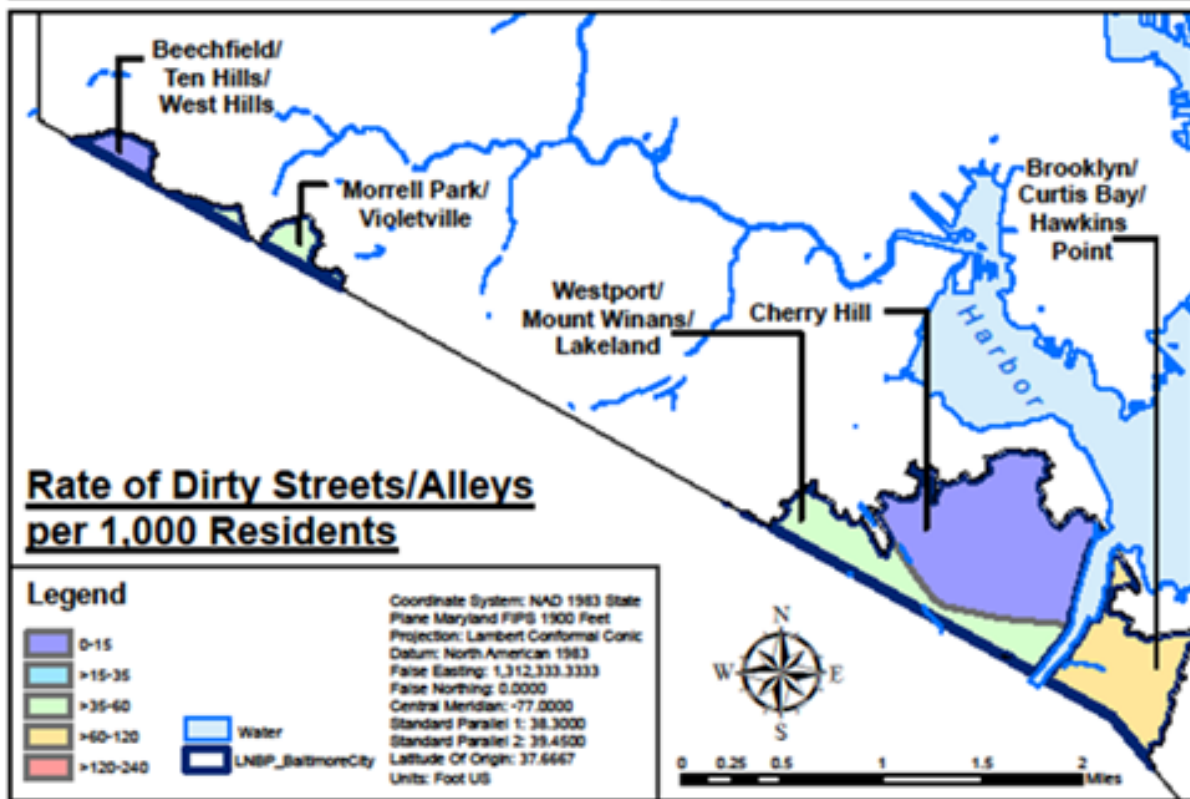 Beechfield/
Ten Hills/
West Hills
Morrell Park/
Violetville
Brooklyn/
Curtis Bay/
Hawkins
Point
Westport/
Mount Winans/
Lakeland
Cherry Hill
Harbor
Rate of Dirty Streets/Alleys
per 1,000 Residents
Legend
0-15
>15-35
>35-60
>60-120
>120-240
Water
LNBP_BaltimoreCity
Coordinate System: NAD 1983 State
Plane Maryland FIPS 1900 Feet
Projection: Lambert Conformal Conic
Datum: North American 1983
False Easting: 1,312,333.3333
False Northing: 0.0000
Central Meridian: -77.0000
Standard Parallel 1: 38.3000
Standard Parallel 2: 39.4500
Latitude Of Origin: 37.6667
Units: Foot US
N
W E
S
0 0.25 0.5 1 1.5 2
Miles